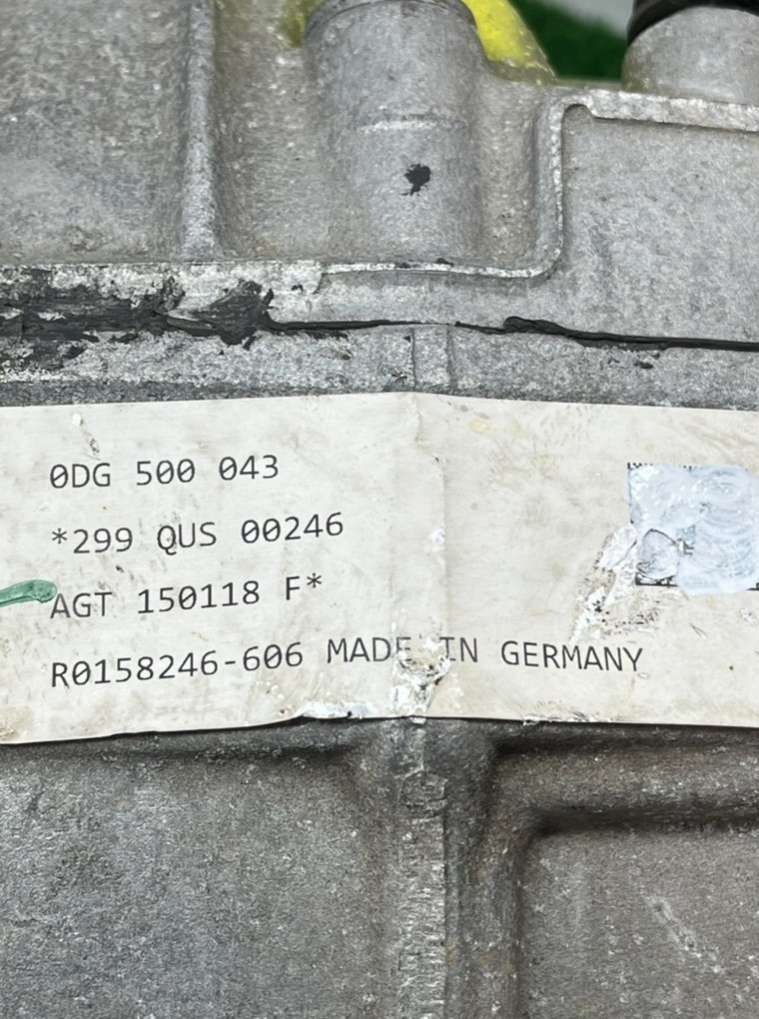 0DG 500 043
*299 QUS 00246
AGT 150118 F*
R0158246-606 MADE IN GERMANY